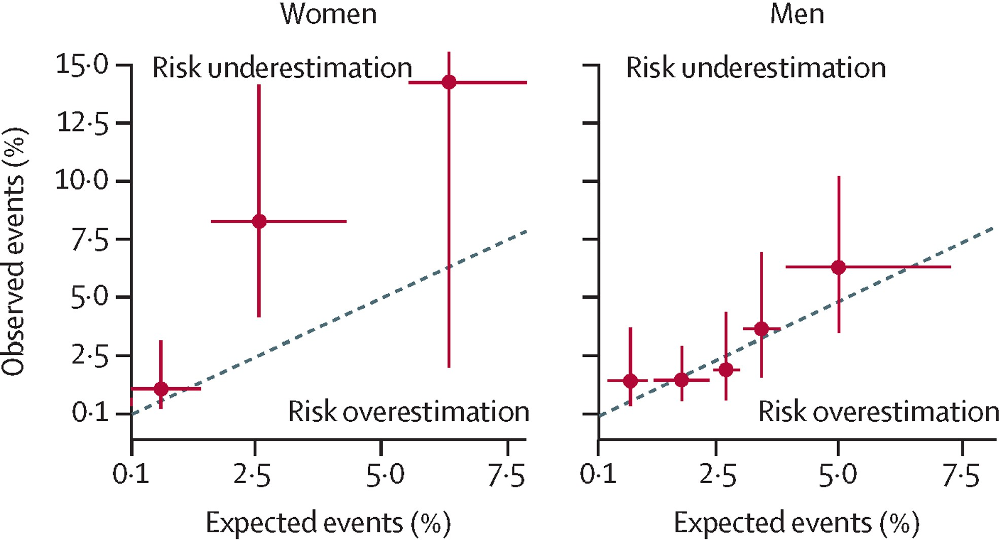 Women
Men
Observed events (%)
15·0
12·5
10·0
7·5
5·0
2·5
0·1
Risk underestimation
Risk overestimation
0·1 2·5 5·0 7·5
Expected events (%)
Risk underestimation
Risk overestimation
0·1 2·5 5·0 7·5
Expected events (%)